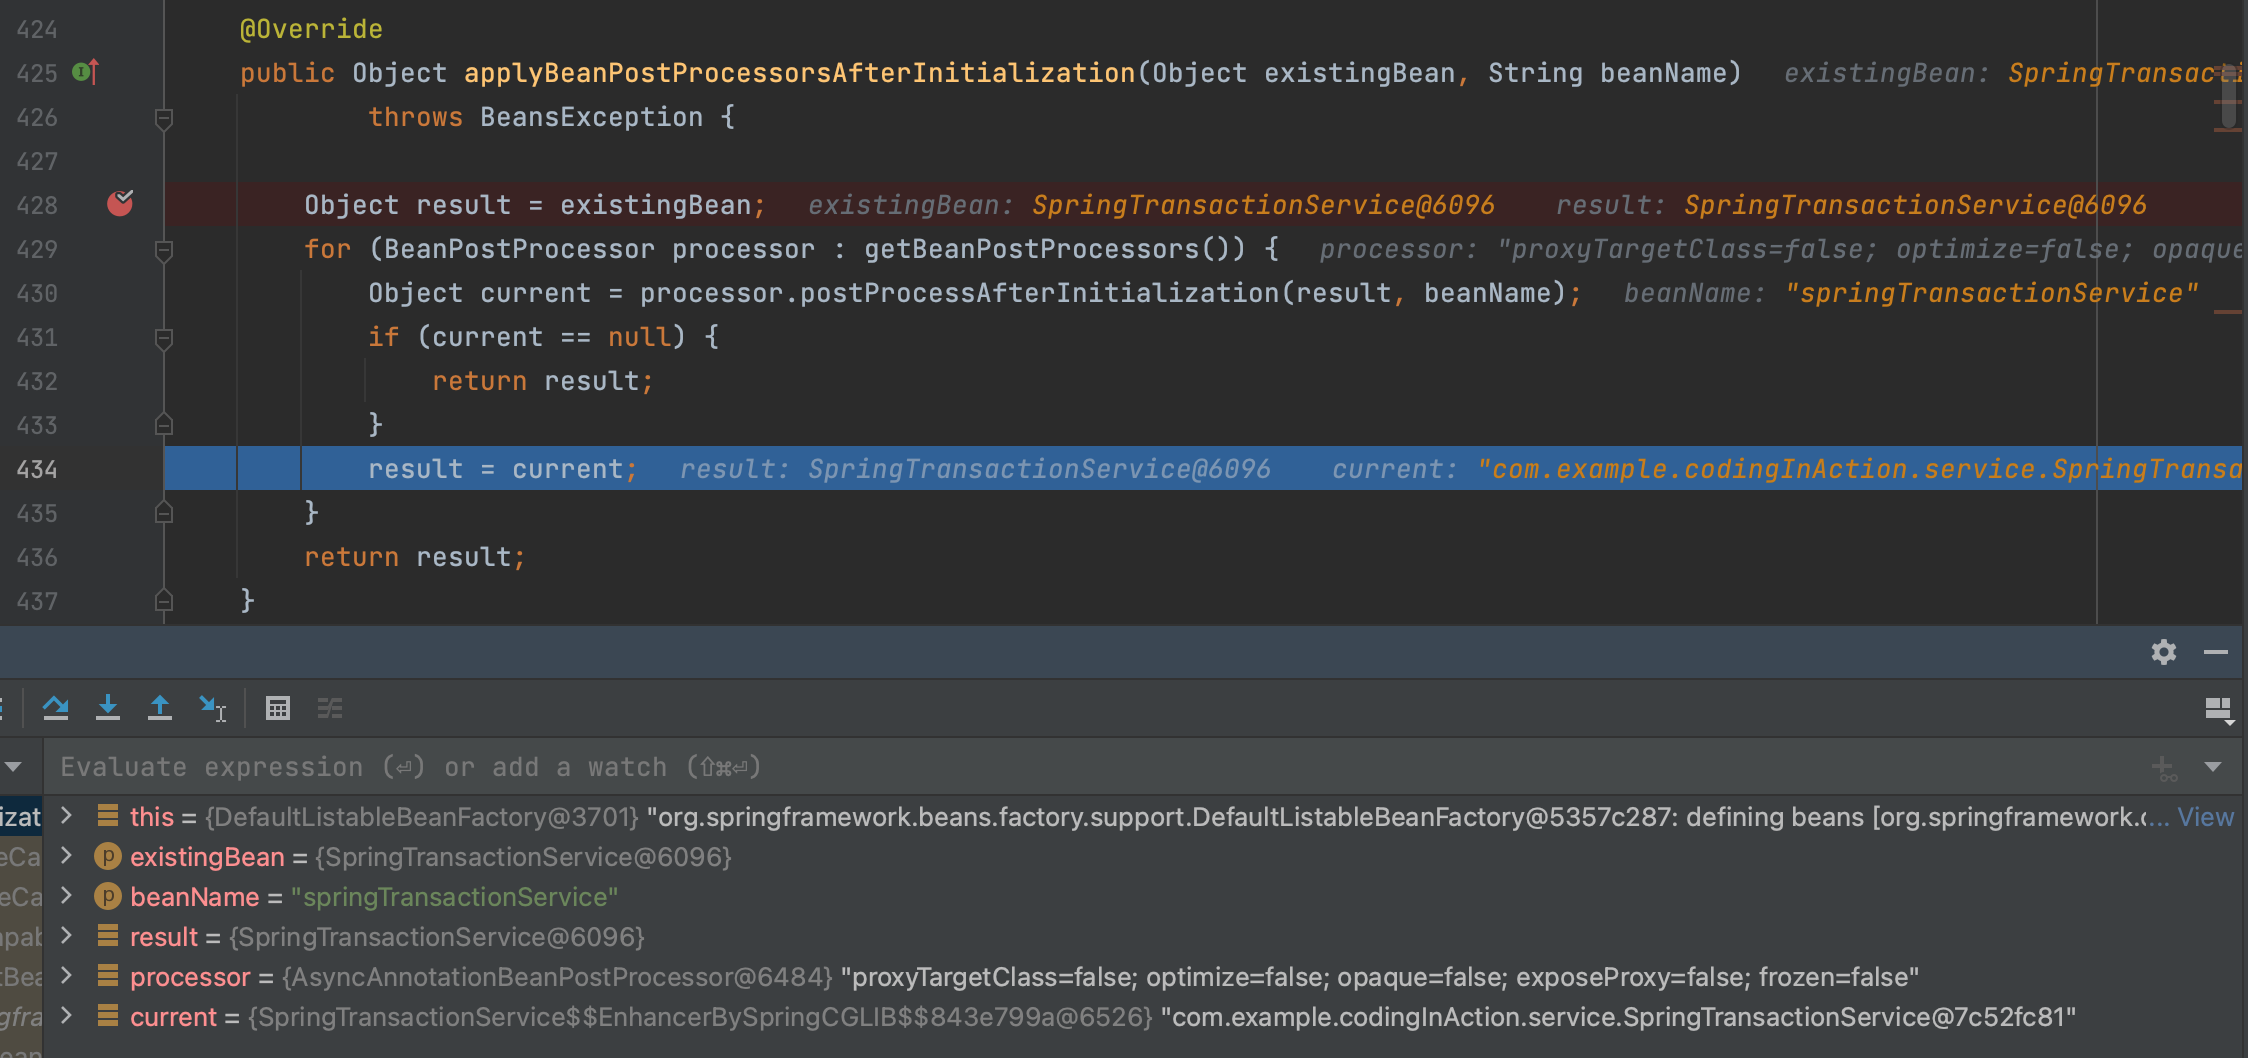 424 @Override
425 public Object applyBeanPostProcessorsAfterInitialization(Object existingBean, String beanName) existingBean: SpringTransacti
426 throws BeansException {
427
428 Object result = existingBean; existingBean: SpringTransactionService@6096 result: SpringTransactionService@6096
429 for (BeanPostProcessor processor : getBeanPostProcessors()) { processor: "proxyTargetClass=false; optimize=false; opaque
430 Object current = processor.postProcessAfterInitialization(result, beanName); beanName: "springTransactionService"
431 if (current == null) {
432 return result;
433 }
434 result = current; result: SpringTransactionService@6096 current: "com.example.codingInAction.service.SpringTransa
435 }
436 return result;
437 }
Evaluate expression (⏎) or add a watch (⇧⌘⏎)
izat this = {DefaultListableBeanFactory@3701} "org.springframework.beans.factory.support.DefaultListableBeanFactory@5357c287: defining beans [org.springframework.c... View
eCa existingBean = {SpringTransactionService@6096}
eCa beanName = "springTransactionService"
apab result = {SpringTransactionService@6096}
tBea processor = {AsyncAnnotationBeanPostProcessor@6484} "proxyTargetClass=false; optimize=false; opaque=false; exposeProxy=false; frozen=false"
gfra current = {SpringTransactionService$$EnhancerBySpringCGLIB$$843e799a@6526} "com.example.codingInAction.service.SpringTransactionService@7c52fc81"